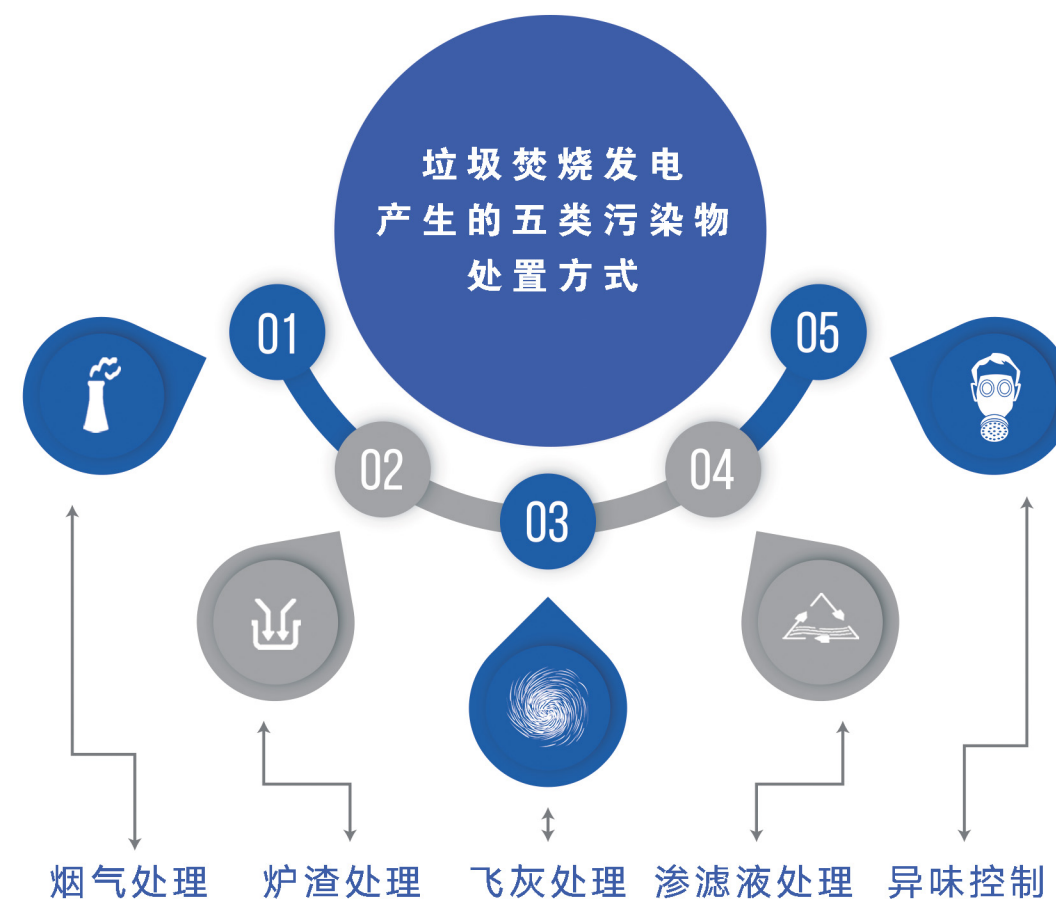 垃圾焚烧发电
产生的五类污染物
处置方式
01
02
03
04
05
烟气处理
炉渣处理
飞灰处理
渗滤液处理
异味控制